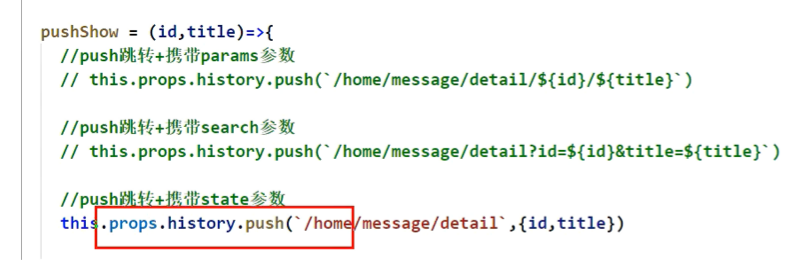 pushShow = (id,title)=>{
//push跳转+携带params参数
// this.props.history.push(`/home/message/detail/${id}/${title}`)
//push跳转+携带search参数
// this.props.history.push(`/home/message/detail?id=${id}&title=${title}`)
//push跳转+携带state参数
this.props.history.push(`/home/message/detail`,{id,title})